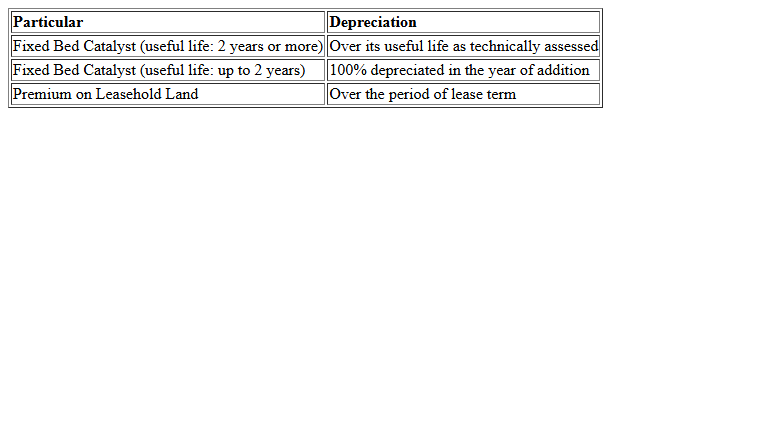 Particular Depreciation
Fixed Bed Catalyst (useful life: 2 years or more) Over its useful life as technically assessed
Fixed Bed Catalyst (useful life: up to 2 years) 100% depreciated in the year of addition
Premium on Leasehold Land Over the period of lease term